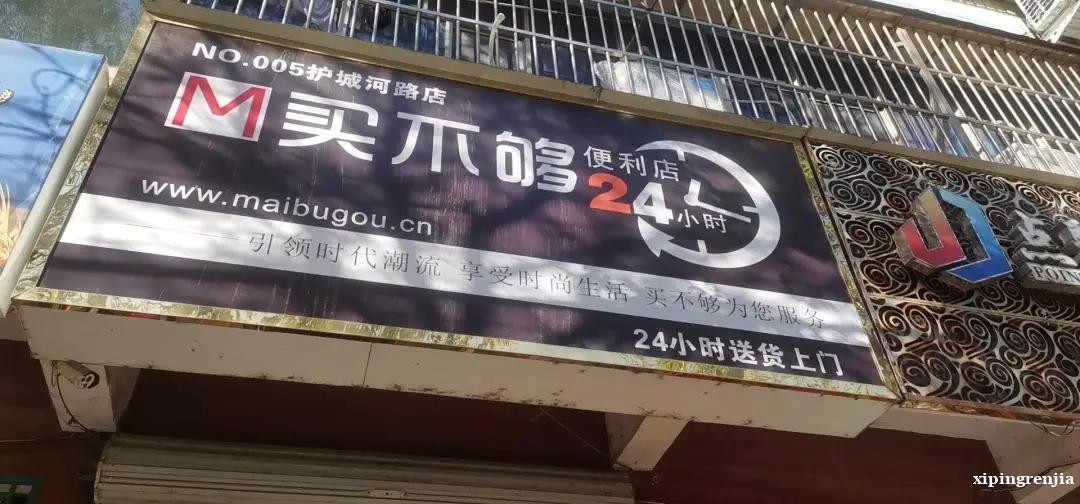 NO.005护城河路店
M 买不够 便利店
24小时
www.maibugou.cn
引领时代潮流 享受时尚生活 买不够为您服务
24小时送货上门
点
POIN
xipingrenjia